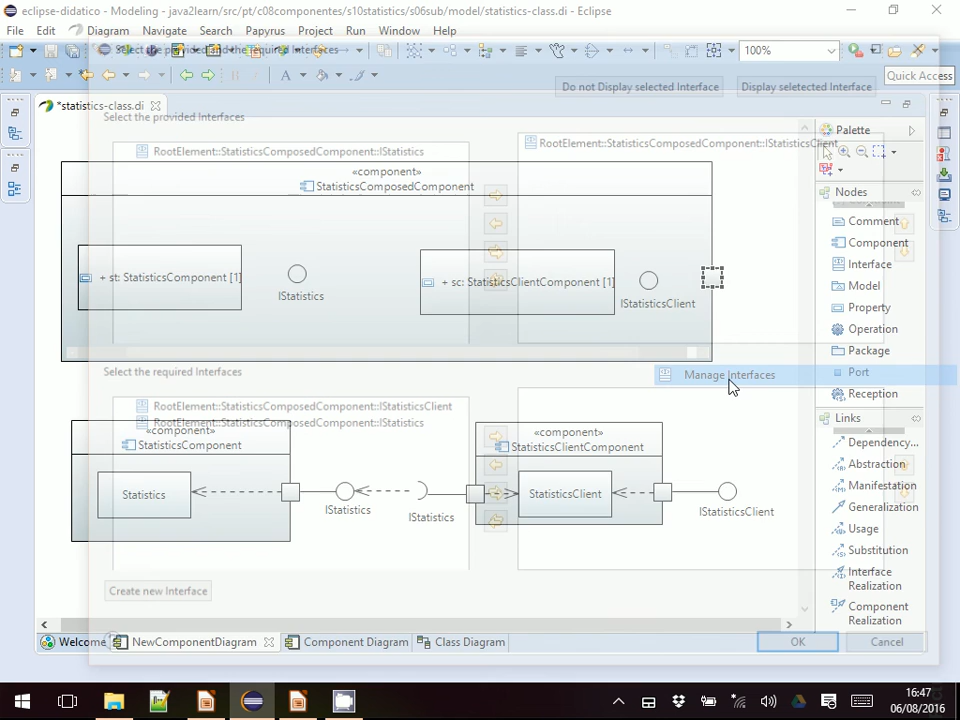 eclipse-didatico - Modeling - java2learn/src/pt/c08componentes/s10statistics/s06sub/model/statistics-class.di - Eclipse
File
Diagram Navigate Search Papyrus Project Run Window Help
Select the provided and the required Interfaces
100%
Quick Access
Do not Display selected Interface
Display seletected Interface
*statistics-class.di
Select the provided Interfaces
RootElement::StatisticsComposedComponent::IStatistics
RootElement::StatisticsComposedComponent::IStatisticsClient
«component»
StatisticsComposedComponent
+ st: StatisticsComponent [1]
IStatistics
+ sc: StatisticsClientComponent [1]
IStatisticsClient
Select the required Interfaces
Manage Interfaces
RootElement::StatisticsComposedComponent::IStatisticsClient
RootElement::StatisticsComposedComponent::IStatistics
«component»
StatisticsComponent
Statistics
IStatistics
IStatistics
«component»
StatisticsClientComponent
StatisticsClient
IStatisticsClient
Create new Interface
Palette
Nodes
Comment
Component
Interface
Model
Property
Operation
Package
Port
Reception
Links
Dependency...
Abstraction
Manifestation
Generalization
Usage
Substitution
Interface
Realization
Component
Realization
Welcome
NewComponentDiagram
Component Diagram
Class Diagram
OK
Cancel
16:47
06/08/2016